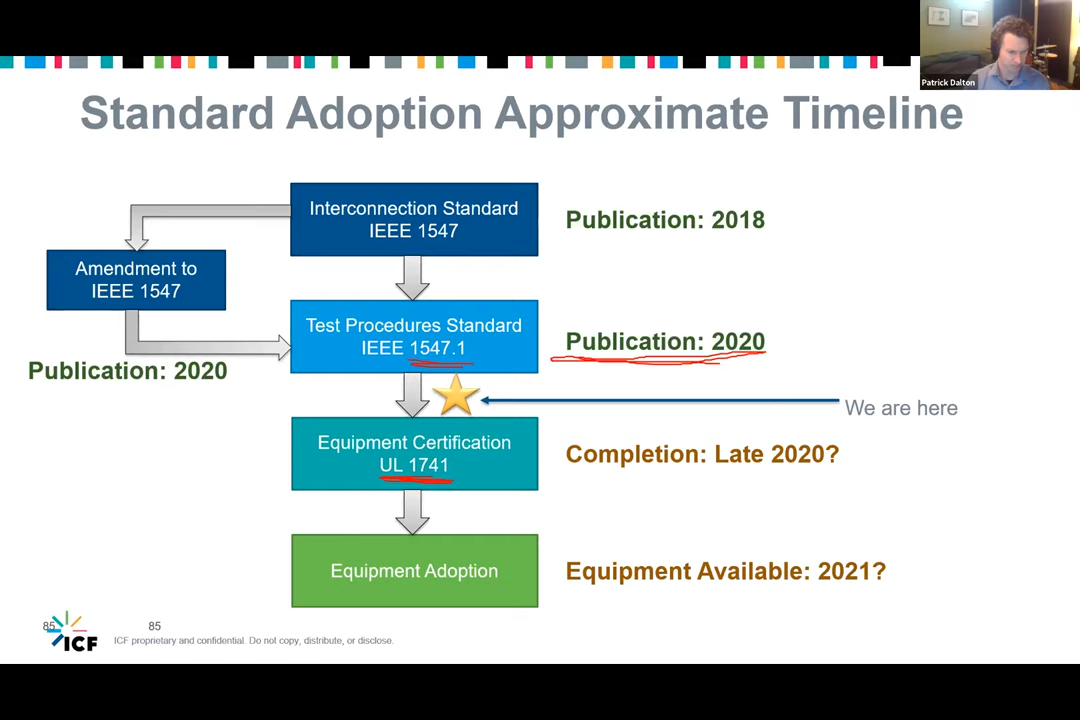 Patrick Dalton
Standard Adoption Approximate Timeline
Interconnection Standard
IEEE 1547
Publication: 2018
Amendment to
IEEE 1547
Test Procedures Standard
IEEE 1547.1
Publication: 2020
Publication: 2020
We are here
Equipment Certification
UL 1741
Completion: Late 2020?
Equipment Adoption
Equipment Available: 2021?
85
85
ICF
ICF proprietary and confidential. Do not copy, distribute, or disclose.